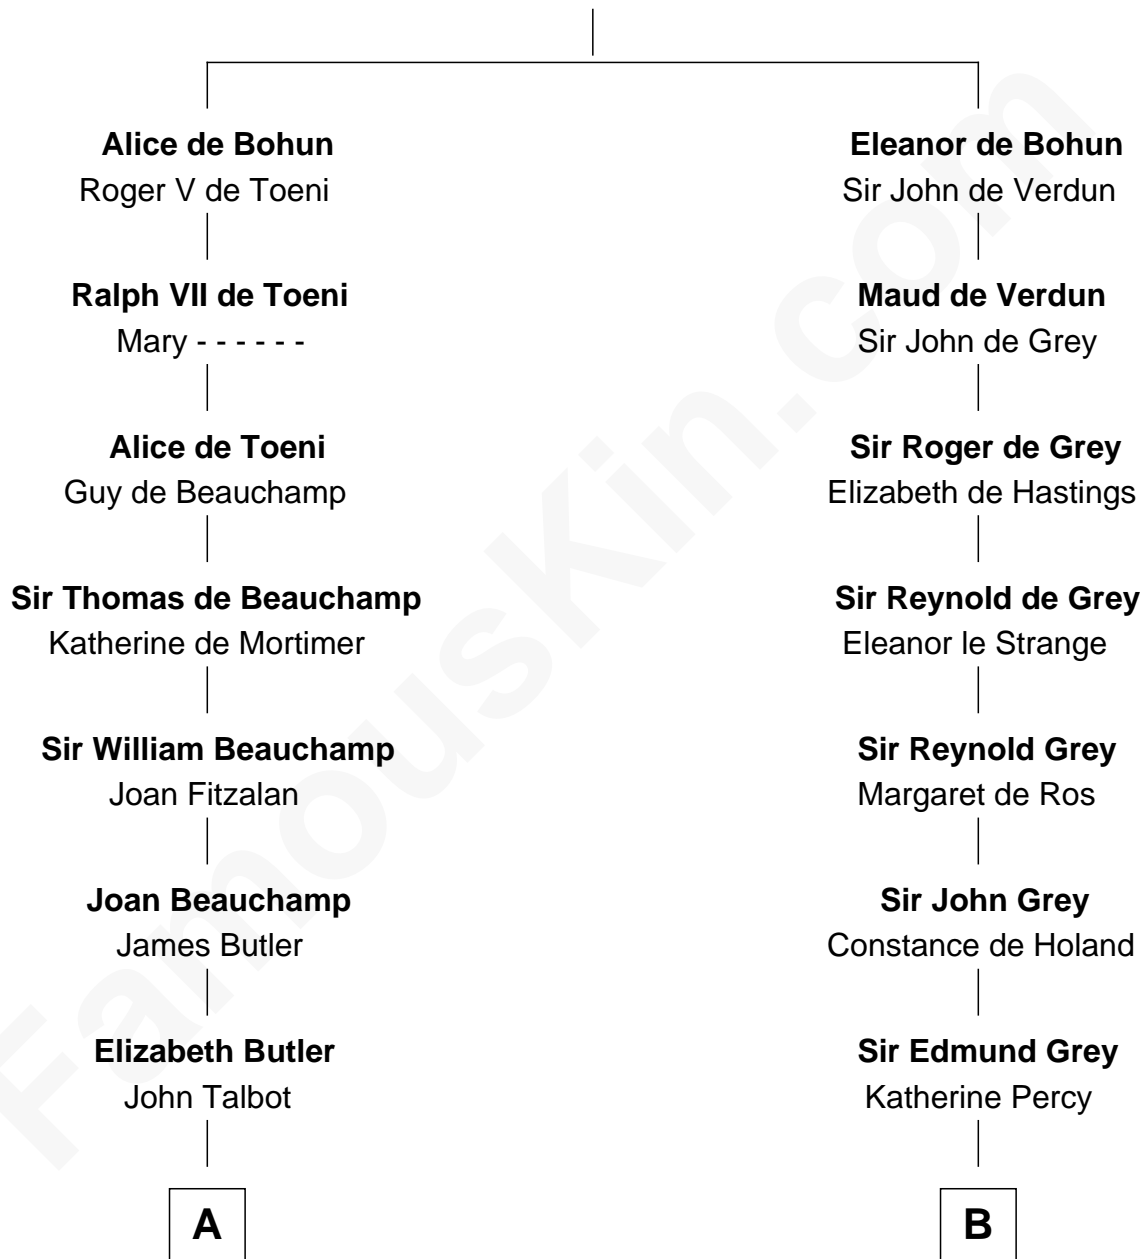 Alice de Bohun
Roger V de Toeni
Ralph VII de Toeni
Mary - - - - - -
Alice de Toeni
Guy de Beauchamp
Sir Thomas de Beauchamp
Katherine de Mortimer
Sir William Beauchamp
Joan Fitzalan
Joan Beauchamp
James Butler
Elizabeth Butler
John Talbot
A
Eleanor de Bohun
Sir John de Verdun
Maud de Verdun
Sir John de Grey
Sir Roger de Grey
Elizabeth de Hastings
Sir Reynold de Grey
Eleanor le Strange
Sir Reynold Grey
Margaret de Ros
Sir John Grey
Constance de Holand
Sir Edmund Grey
Katherine Percy
B
FamousKin.com